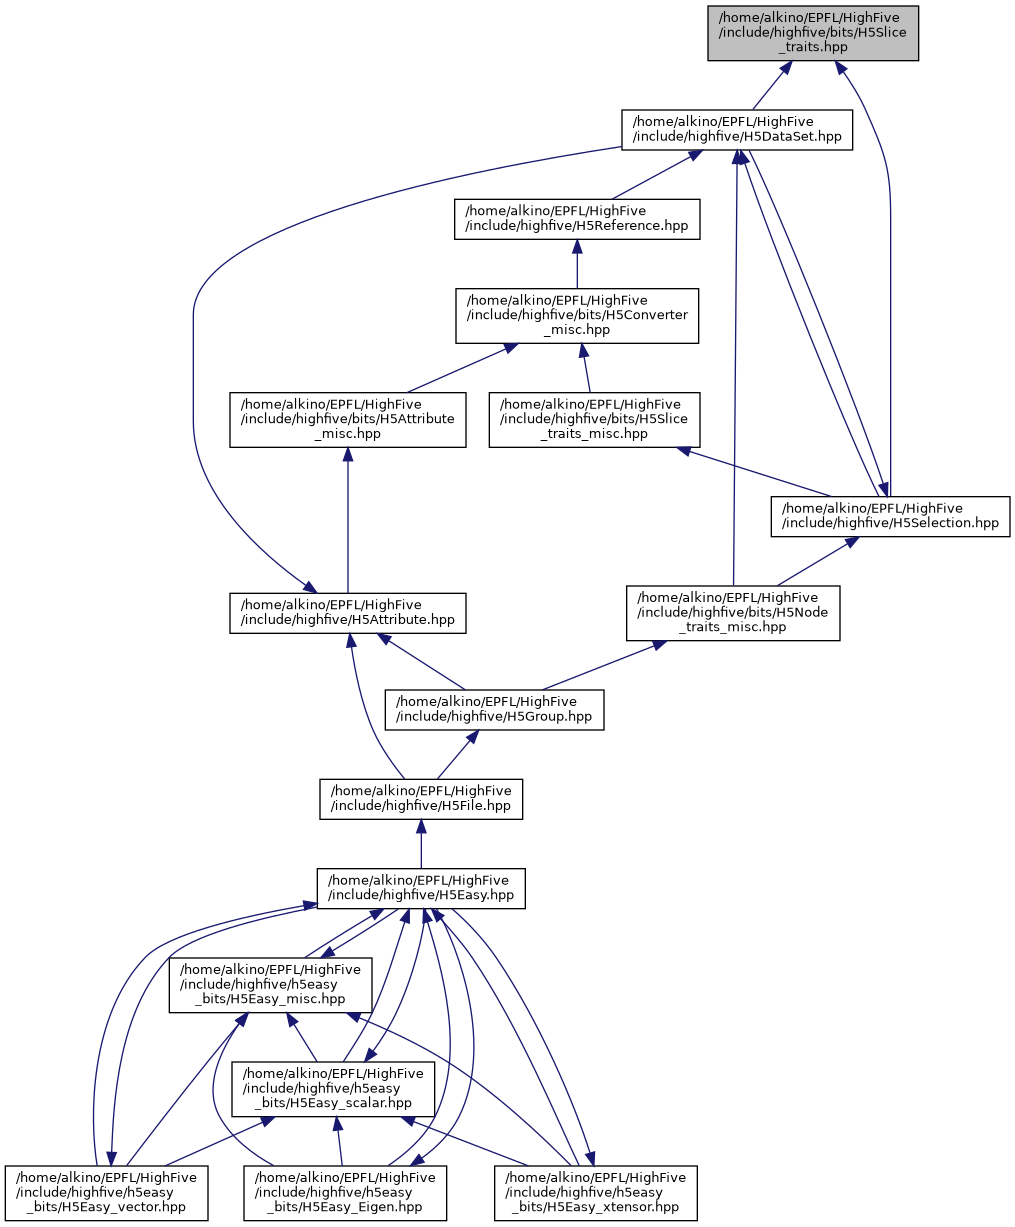 /home/alkino/EPFL/HighFive
/include/highfive/bits/H5Slice
_traits.hpp
/home/alkino/EPFL/HighFive
/include/highfive/H5DataSet.hpp
/home/alkino/EPFL/HighFive
/include/highfive/H5Reference.hpp
/home/alkino/EPFL/HighFive
/include/highfive/bits/H5Converter
_misc.hpp
/home/alkino/EPFL/HighFive
/include/highfive/bits/H5Attribute
_misc.hpp
/home/alkino/EPFL/HighFive
/include/highfive/bits/H5Slice
_traits_misc.hpp
/home/alkino/EPFL/HighFive
/include/highfive/H5Selection.hpp
/home/alkino/EPFL/HighFive
/include/highfive/H5Attribute.hpp
/home/alkino/EPFL/HighFive
/include/highfive/bits/H5Node
_traits_misc.hpp
/home/alkino/EPFL/HighFive
/include/highfive/H5Group.hpp
/home/alkino/EPFL/HighFive
/include/highfive/H5File.hpp
/home/alkino/EPFL/HighFive
/include/highfive/H5Easy.hpp
/home/alkino/EPFL/HighFive
/include/highfive/h5easy
_bits/H5Easy_misc.hpp
/home/alkino/EPFL/HighFive
/include/highfive/h5easy
_bits/H5Easy_scalar.hpp
/home/alkino/EPFL/HighFive
/include/highfive/h5easy
_bits/H5Easy_vector.hpp
/home/alkino/EPFL/HighFive
/include/highfive/h5easy
_bits/H5Easy_Eigen.hpp
/home/alkino/EPFL/HighFive
/include/highfive/h5easy
_bits/H5Easy_xtensor.hpp